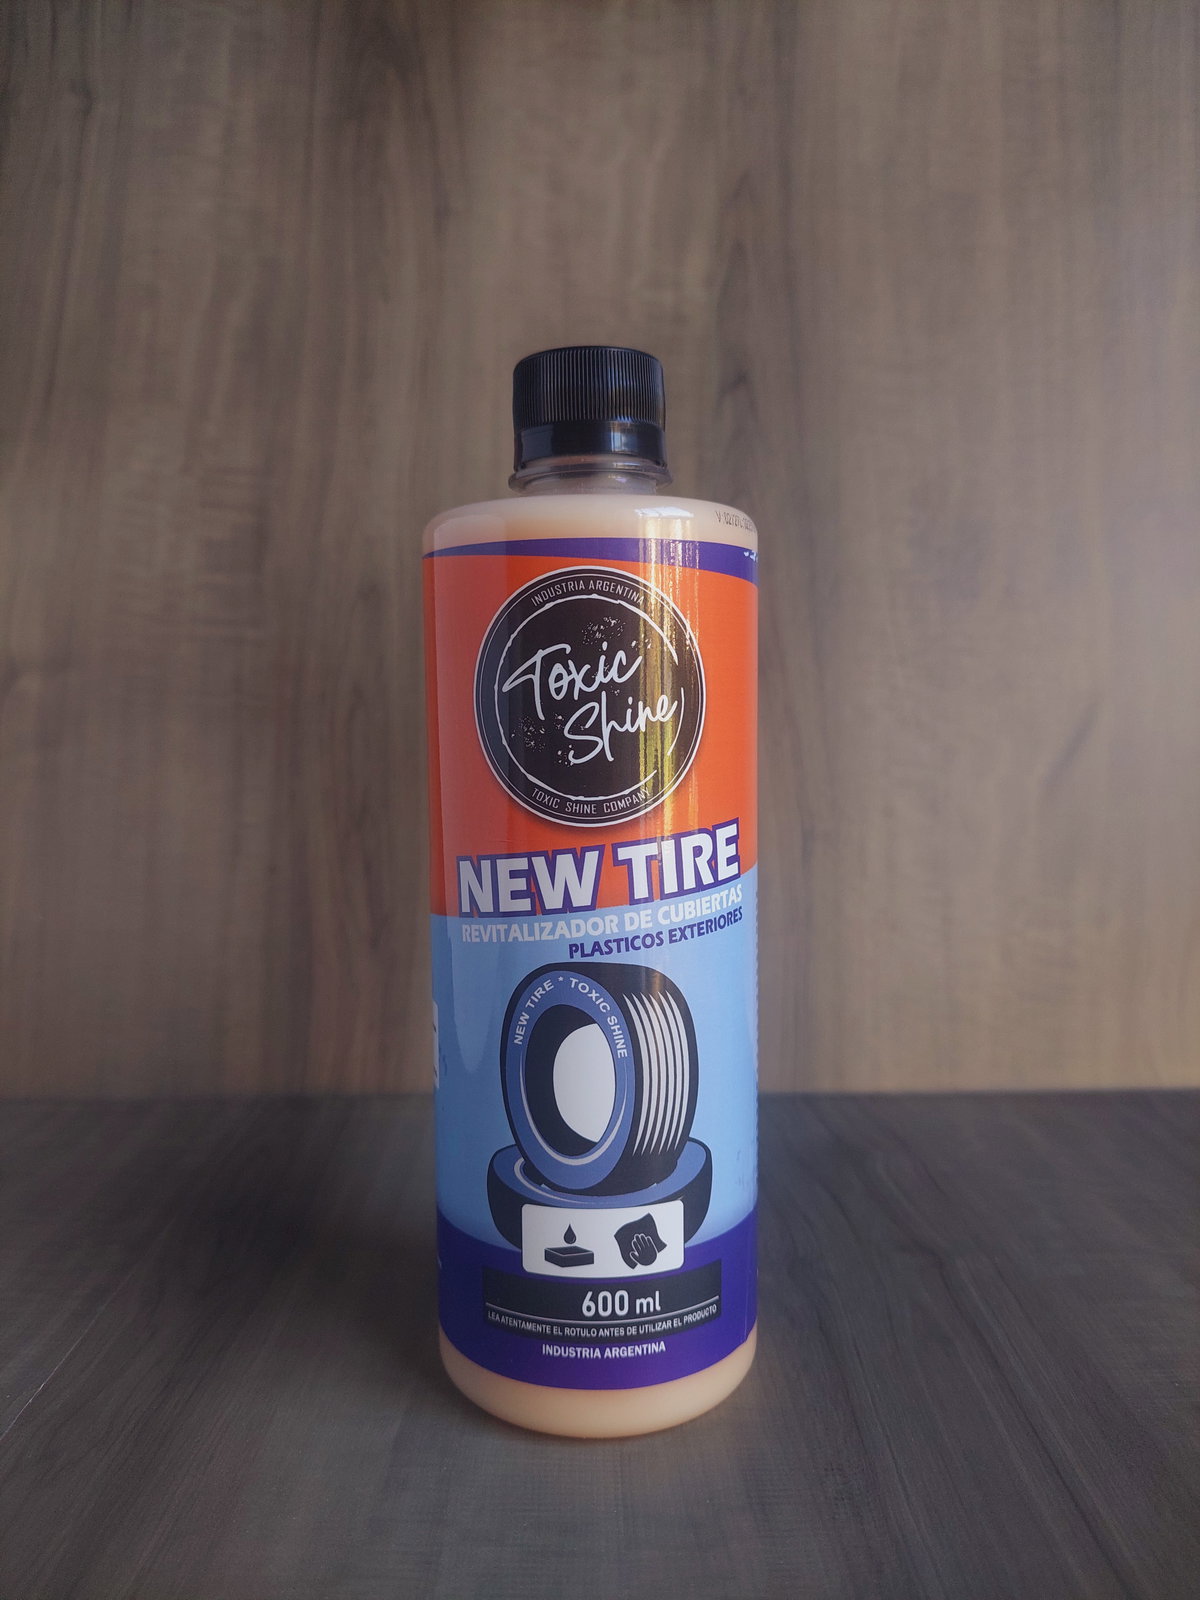 INDUSTRIA ARGENTINA
Toxic
Shine
TOXIC SHINE COMPANY
NEW TIRE
REVITALIZADOR DE CUBIERTAS
PLASTICOS EXTERIORES
NEW TIRE * TOXIC SHINE
600 ml
LEA ATENTAMENTE EL ROTULO ANTES DE UTILIZAR EL PRODUCTO
INDUSTRIA ARGENTINA